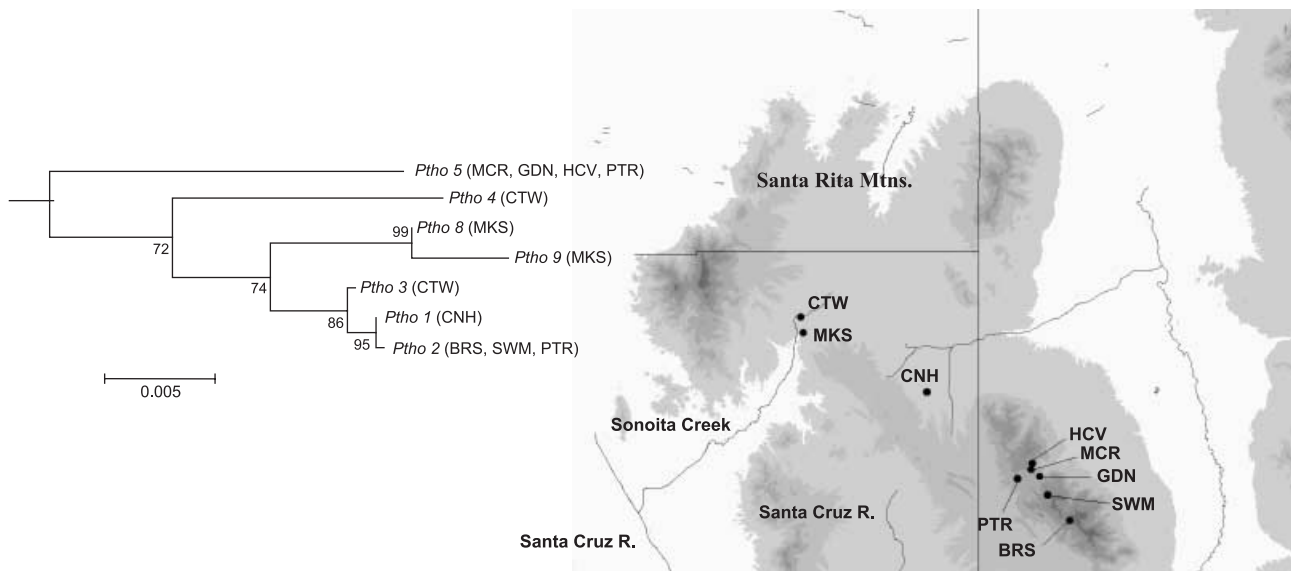 Ptho 5 (MCR, GDN, HCV, PTR)
Ptho 4 (CTW)
72
Ptho 8 (MKS)
99
Ptho 9 (MKS)
74
Ptho 3 (CTW)
86
Ptho 1 (CNH)
95
Ptho 2 (BRS, SWM, PTR)
0.005
Santa Rita Mtns.
CTW
MKS
CNH
Sonoita Creek
HCV
MCR
GDN
SWM
PTR
BRS
Santa Cruz R.
Santa Cruz R.